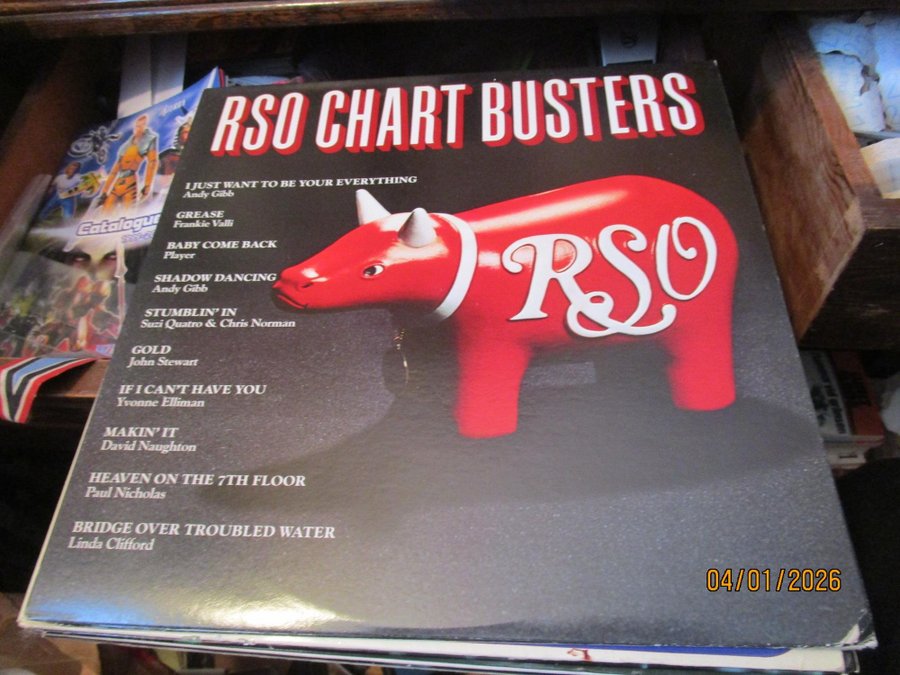 RSO CHART BUSTERS
I JUST WANT TO BE YOUR EVERYTHING
Andy Gibb
GREASE
Frankie Valli
BABY COME BACK
Player
SHADOW DANCING
Andy Gibb
STUMBLIN' IN
Suzi Quatro & Chris Norman
GOLD
John Stewart
IF I CAN'T HAVE YOU
Yvonne Elliman
MAKIN' IT
David Naughton
HEAVEN ON THE 7TH FLOOR
Paul Nicholas
BRIDGE OVER TROUBLED WATER
Linda Clifford
RSO
Catalogue
04/01/2026